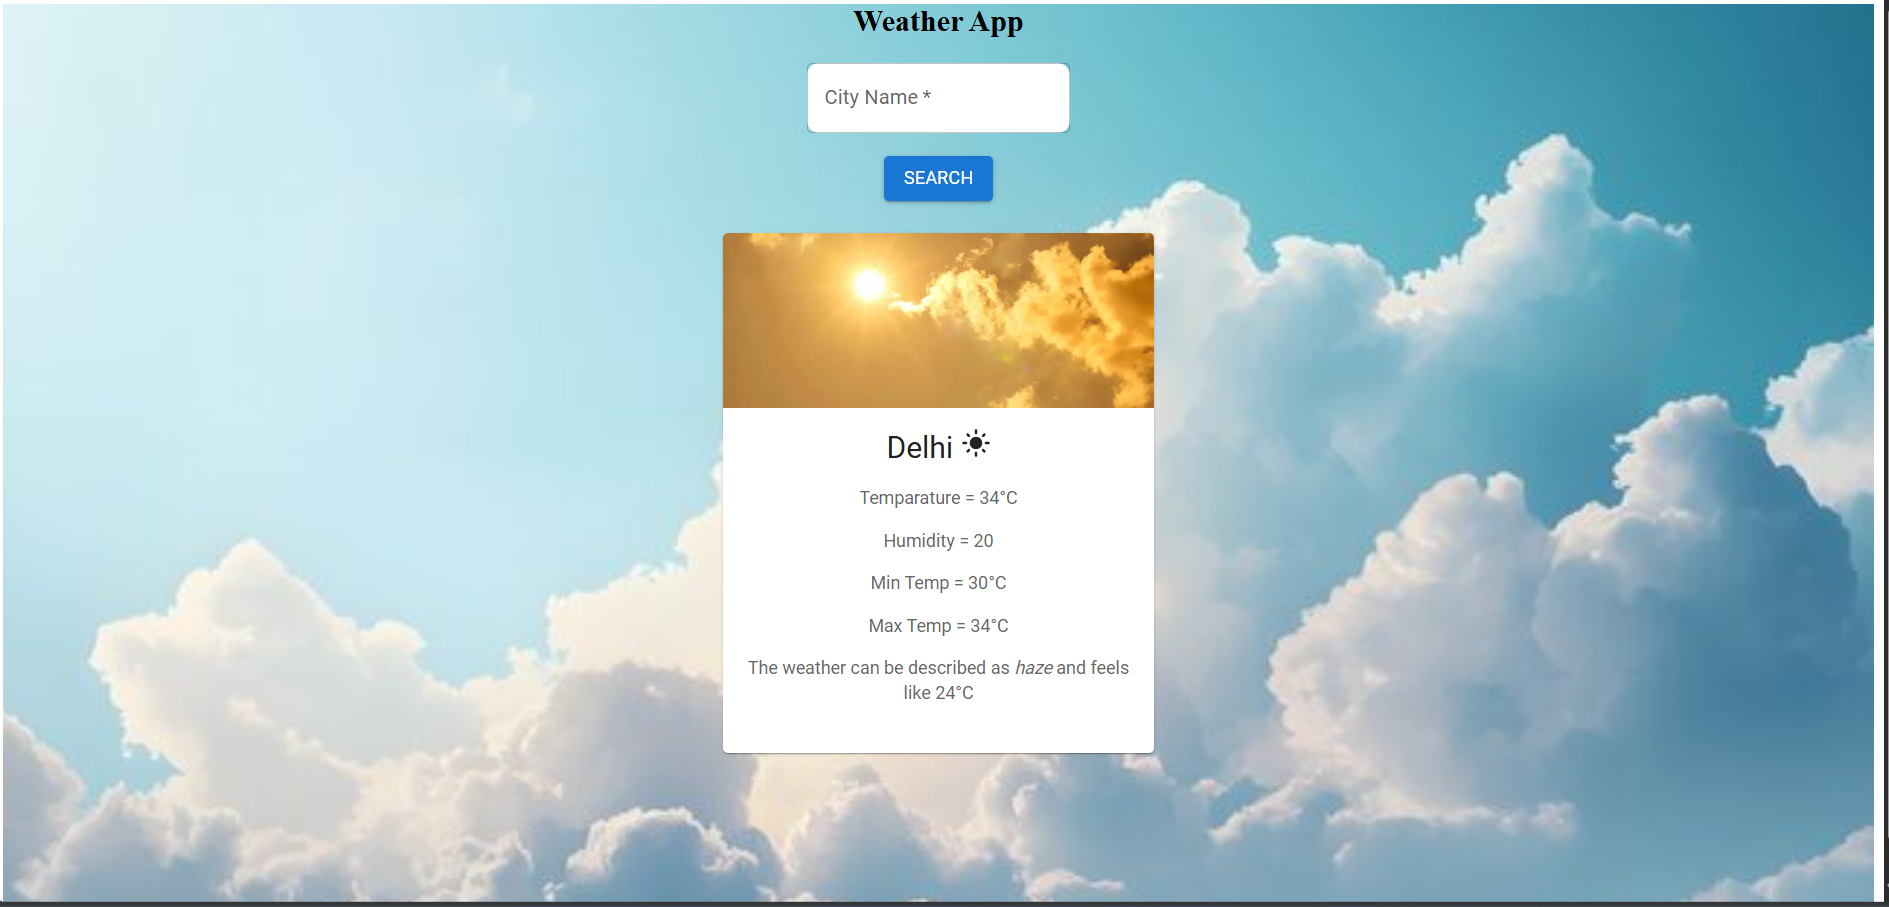 Weather App
City Name *
SEARCH
Delhi
Temparature = 34°C
Humidity = 20
Min Temp = 30°C
Max Temp = 34°C
The weather can be described as haze and feels
like 24°C